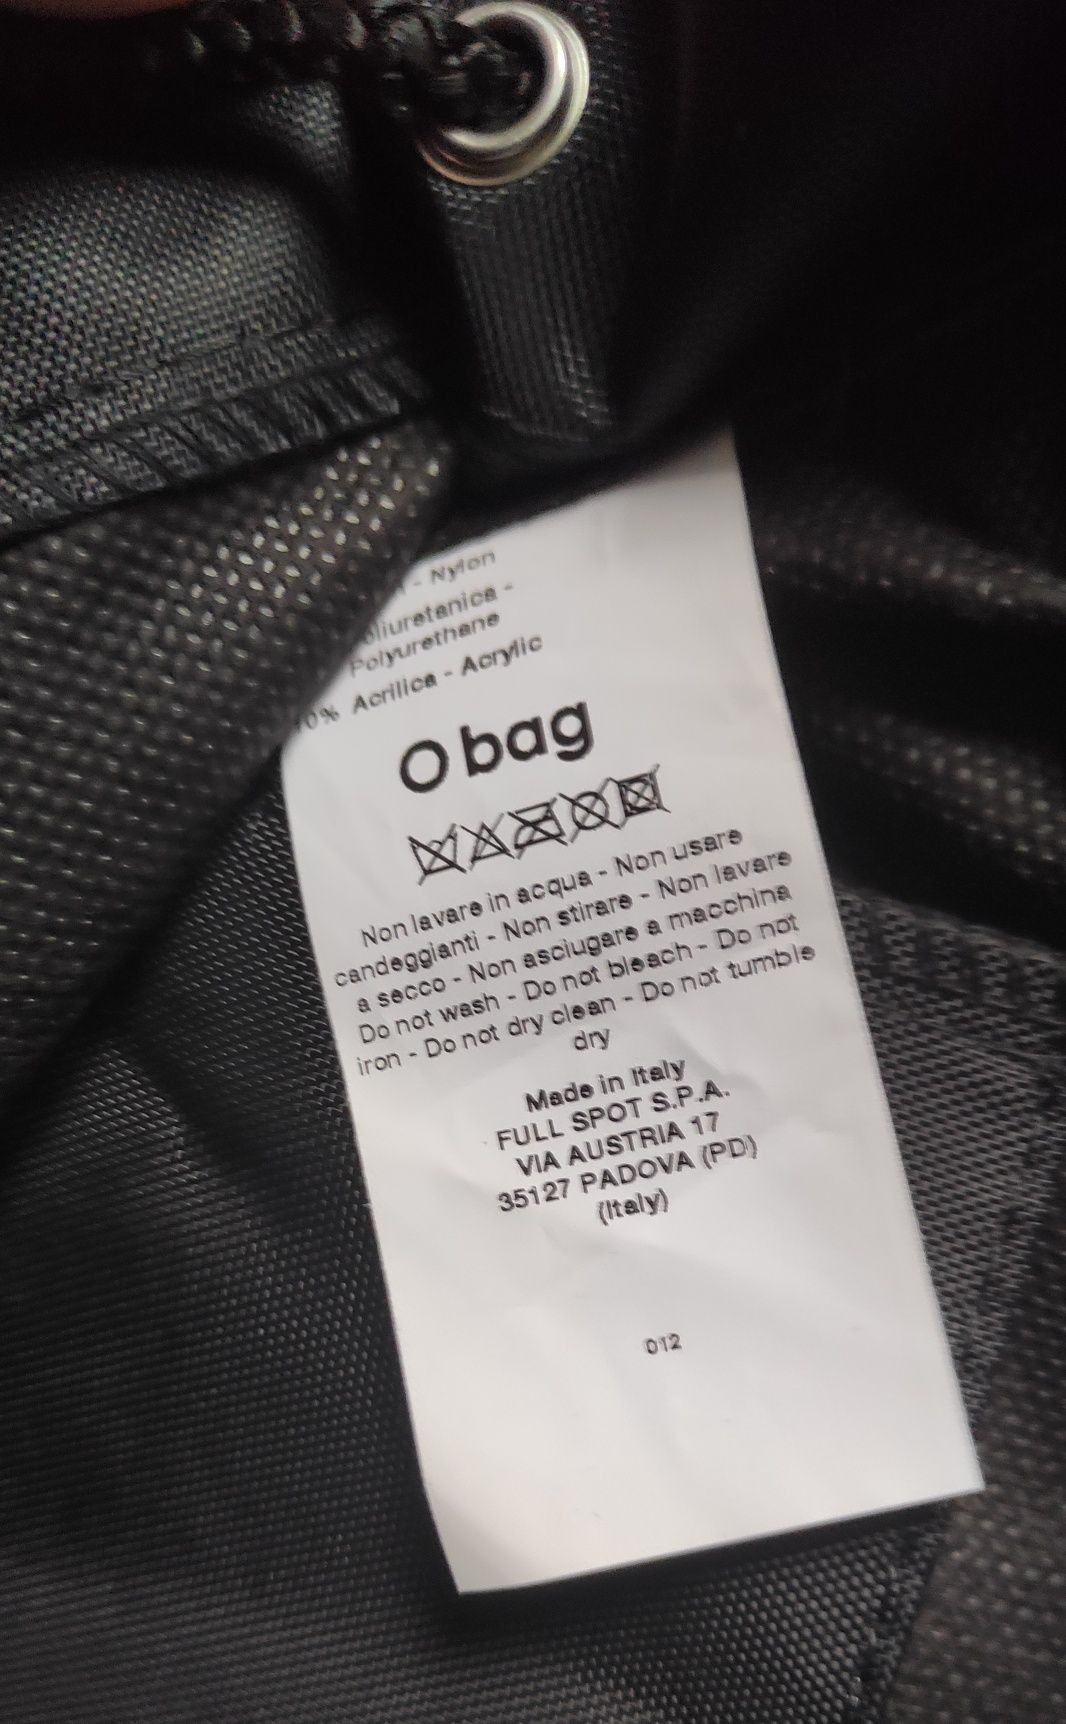 - Nylon
Polyurethane
Acrilica - Acrylic
O bag
Non lavare in acqua - Non usare
candeggianti - Non stirare - Non lavare
a secco - Non asciugare a macchina
Do not wash - Do not bleach - Do not
iron - Do not dry clean - Do not tumble
dry
Made in Italy
FULL SPOT S.P.A.
VIA AUSTRIA 17
35127 PADOVA (PD)
(Italy)
012